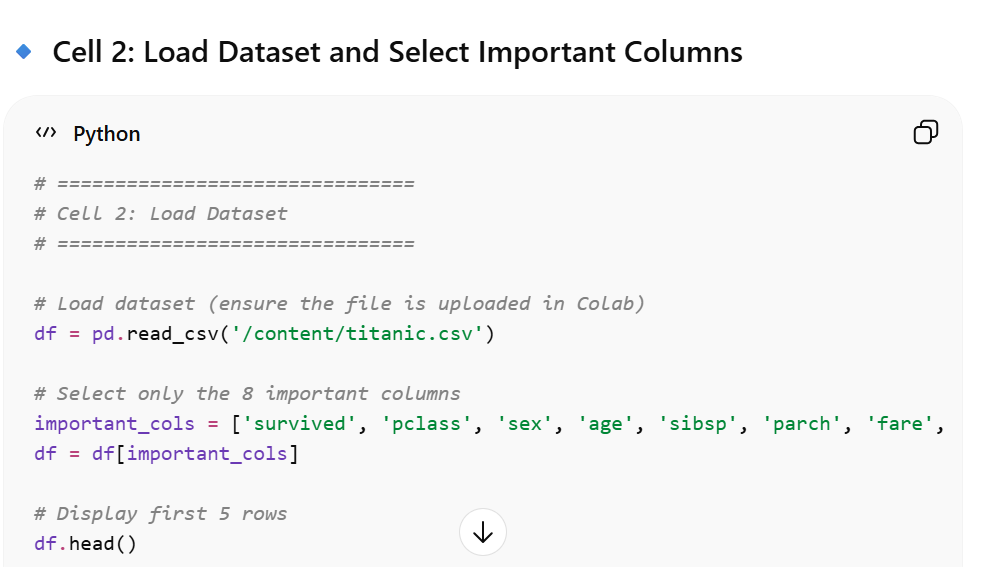 Cell 2: Load Dataset and Select Important Columns
Python
# ===============================
# Cell 2: Load Dataset
# ===============================
# Load dataset (ensure the file is uploaded in Colab)
df = pd.read_csv('/content/titanic.csv')
# Select only the 8 important columns
important_cols = ['survived', 'pclass', 'sex', 'age', 'sibsp', 'parch', 'fare',
df = df[important_cols]
# Display first 5 rows
df.head()